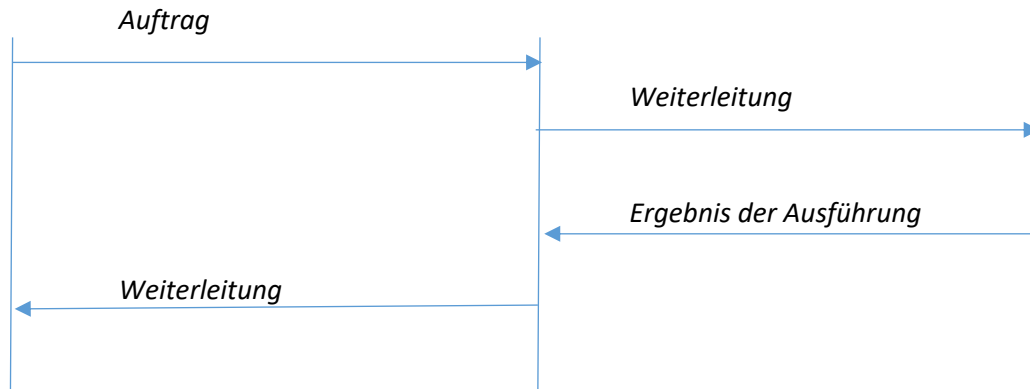 Auftrag
Weiterleitung
Ergebnis der Ausführung
Weiterleitung